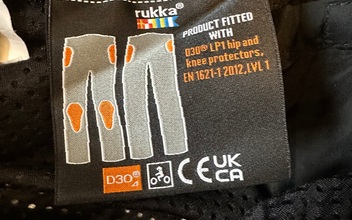 rukka®
PRODUCT FITTED
WITH
D3O® LP1 hip and
knee protectors.
EN 1621-1 2012, LVL 1
D3O®
CE UK
CA